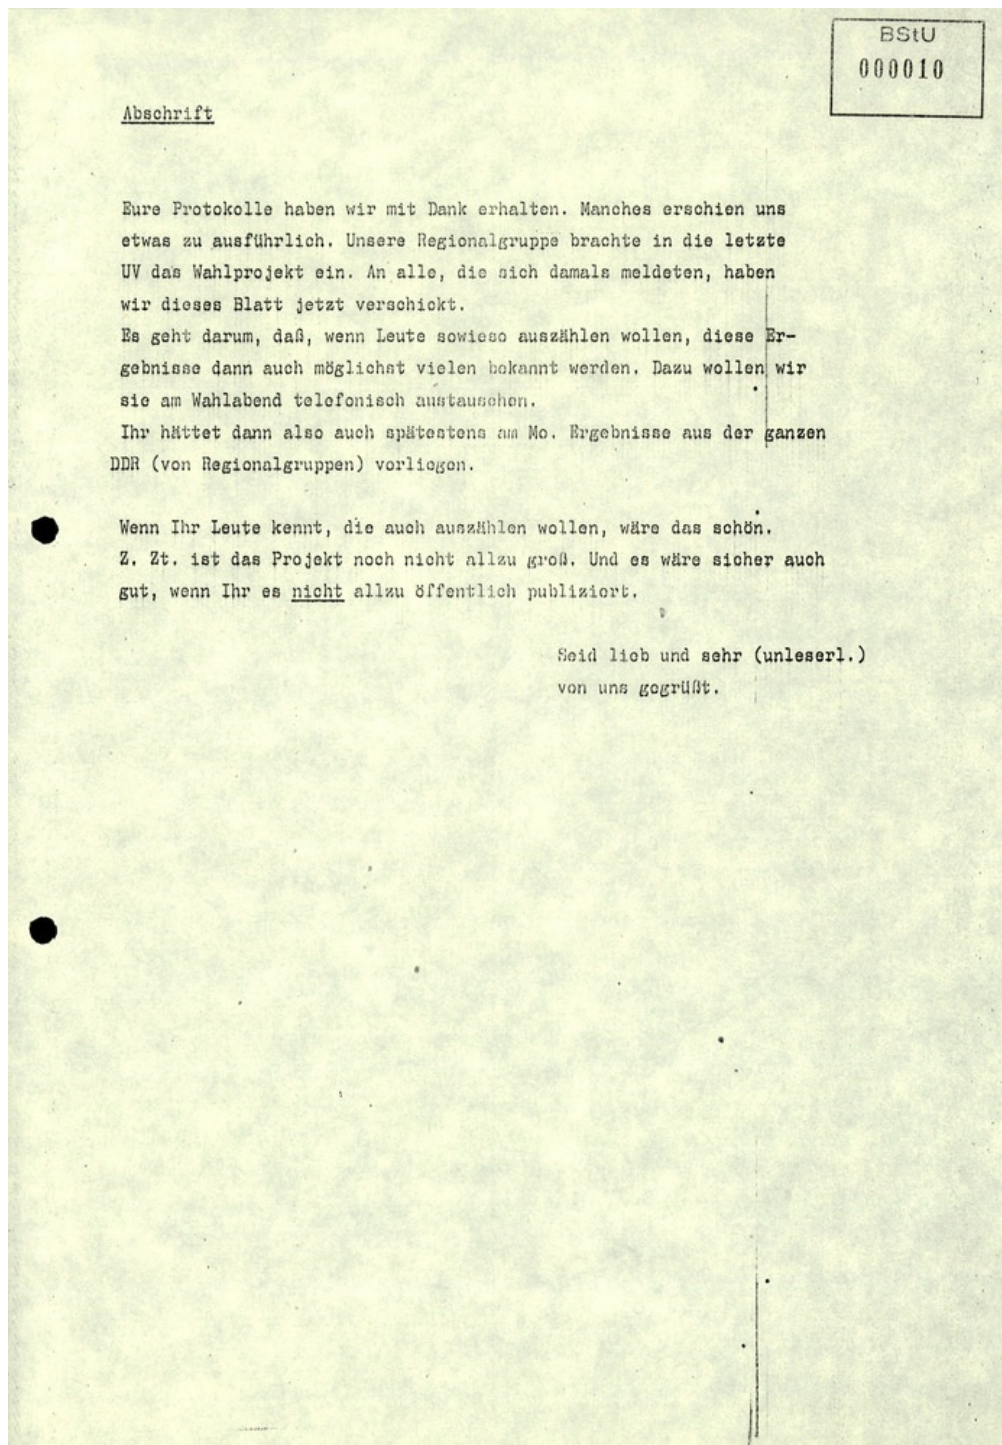 BStU
000010
Abschrift
Eure Protokolle haben wir mit Dank erhalten. Manches erschien uns
etwas zu ausführlich. Unsere Regionalgruppe brachte in die letzte
UV das Wahlprojekt ein. An alle, die sich damals meldeten, haben
wir dieses Blatt jetzt verschickt.
Es geht darum, daß, wenn Leute sowieso auszählen wollen, diese Er-
gebnisse dann auch möglichst vielen bekannt werden. Dazu wollen wir
sie am Wahlabend telefonisch austauschen.
Ihr hättet dann also auch spätestens am Mo. Ergebnisse aus der ganzen
DDR (von Regionalgruppen) vorliegen.
Wenn Ihr Leute kennt, die auch auszählen wollen, wäre das schön.
Z. Zt. ist das Projekt noch nicht allzu groß. Und es wäre sicher auch
gut, wenn Ihr es nicht allzu öffentlich publiziert.
Seid lieb und sehr (unleserl.)
von uns gegrüßt.